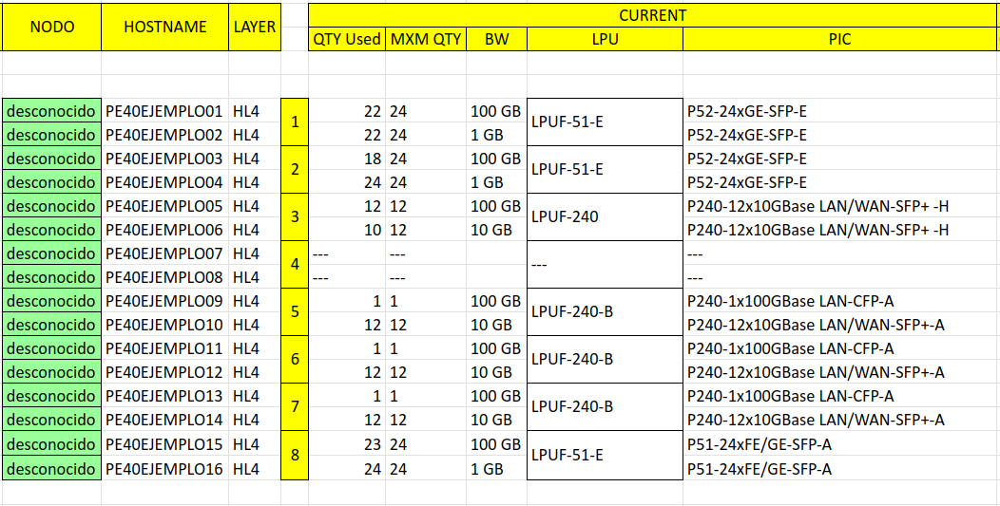 NODO HOSTNAME LAYER CURRENT
QTY Used MXM QTY BW LPU PIC
desconocido PE40EJEMPLO01 HL4 1 22 24 100 GB LPUF-51-E P52-24xGE-SFP-E
desconocido PE40EJEMPLO02 HL4 22 24 1 GB P52-24xGE-SFP-E
desconocido PE40EJEMPLO03 HL4 2 18 24 100 GB LPUF-51-E P52-24xGE-SFP-E
desconocido PE40EJEMPLO04 HL4 24 24 1 GB P52-24xGE-SFP-E
desconocido PE40EJEMPLO05 HL4 3 12 12 100 GB LPUF-240 P240-12x10GBase LAN/WAN-SFP+ -H
desconocido PE40EJEMPLO06 HL4 10 12 10 GB P240-12x10GBase LAN/WAN-SFP+ -H
desconocido PE40EJEMPLO07 HL4 4 --- --- --- ---
desconocido PE40EJEMPLO08 HL4 --- --- ---
desconocido PE40EJEMPLO09 HL4 5 1 1 100 GB LPUF-240-B P240-1x100GBase LAN-CFP-A
desconocido PE40EJEMPLO10 HL4 12 12 10 GB P240-12x10GBase LAN/WAN-SFP+-A
desconocido PE40EJEMPLO11 HL4 6 1 1 100 GB LPUF-240-B P240-1x100GBase LAN-CFP-A
desconocido PE40EJEMPLO12 HL4 12 12 10 GB P240-12x10GBase LAN/WAN-SFP+-A
desconocido PE40EJEMPLO13 HL4 7 1 1 100 GB LPUF-240-B P240-1x100GBase LAN-CFP-A
desconocido PE40EJEMPLO14 HL4 12 12 10 GB P240-12x10GBase LAN/WAN-SFP+-A
desconocido PE40EJEMPLO15 HL4 8 23 24 100 GB LPUF-51-E P51-24xFE/GE-SFP-A
desconocido PE40EJEMPLO16 HL4 24 24 1 GB P51-24xFE/GE-SFP-A